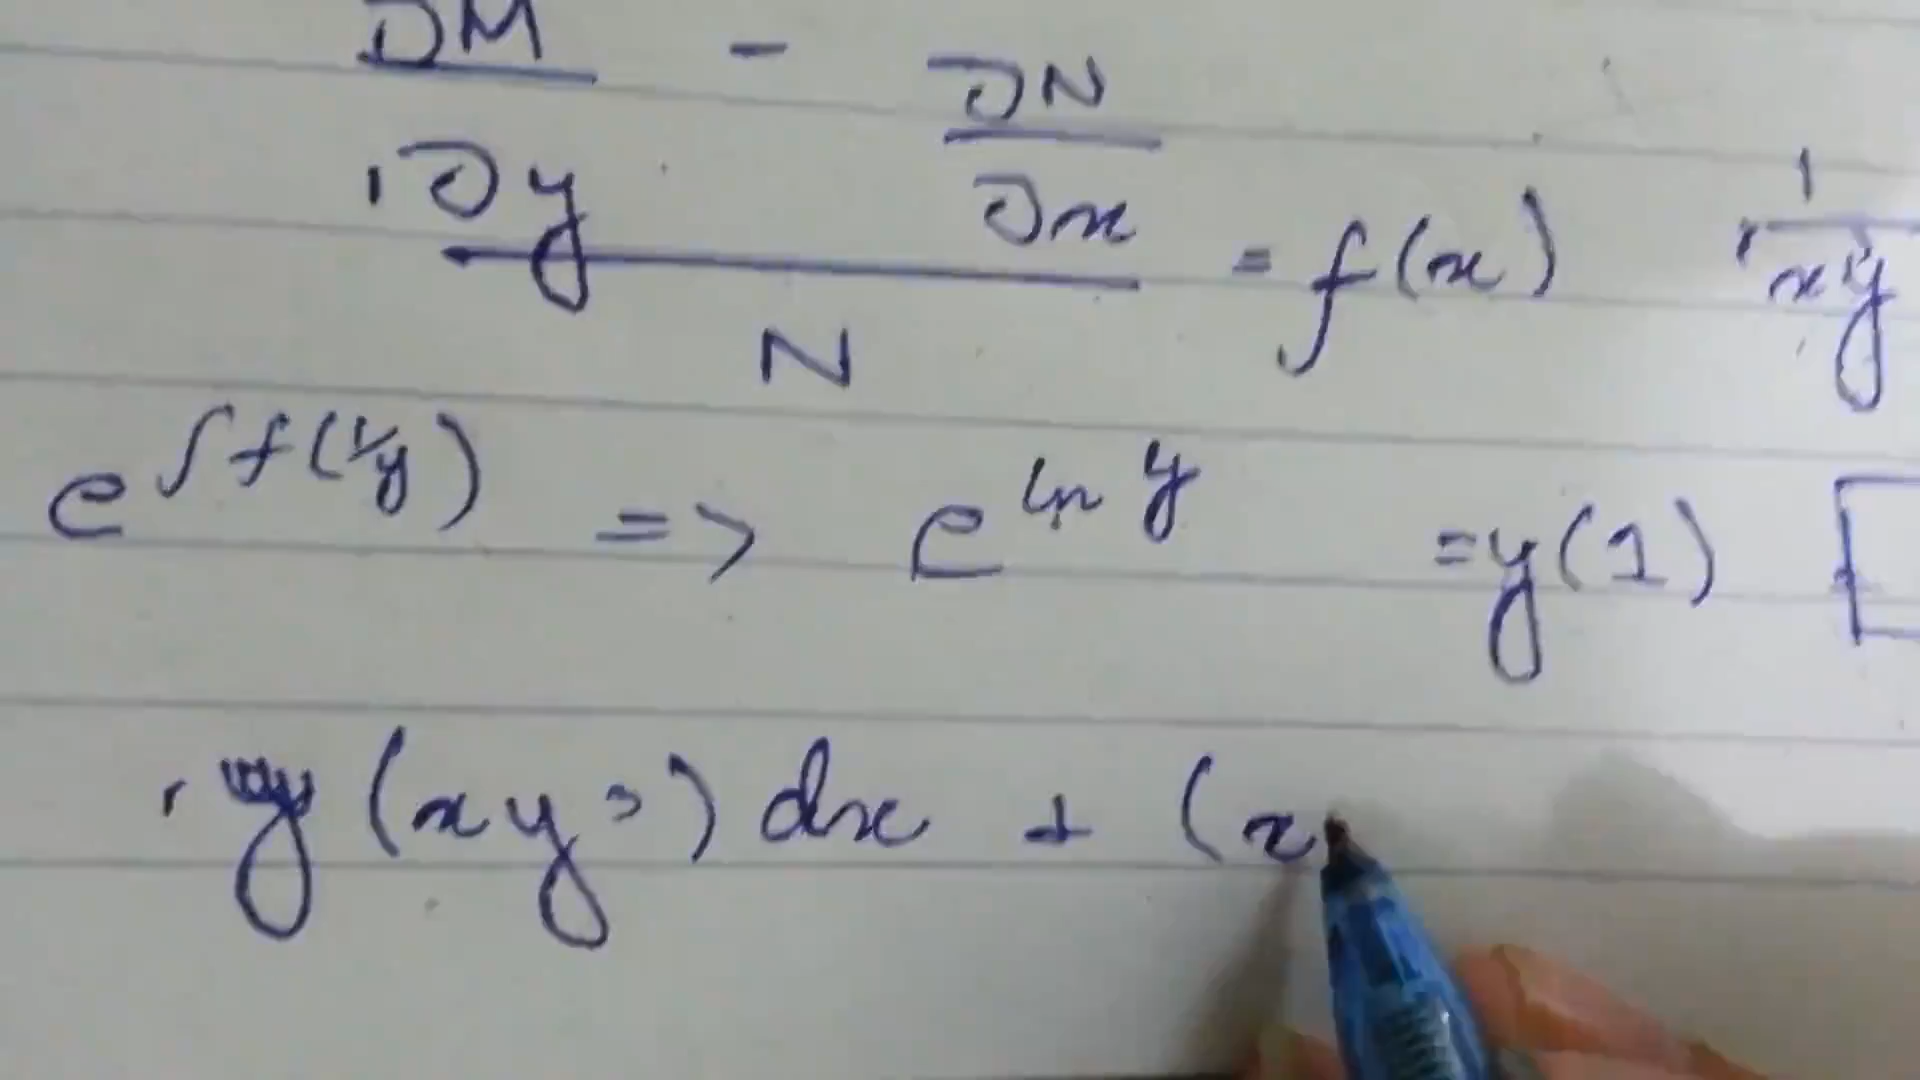 ∂M/∂y - ∂N/∂x / N = f(x) 1/xy
e^∫f(1/y) => e^ln y = y(1)
y(xy³)dx + (x